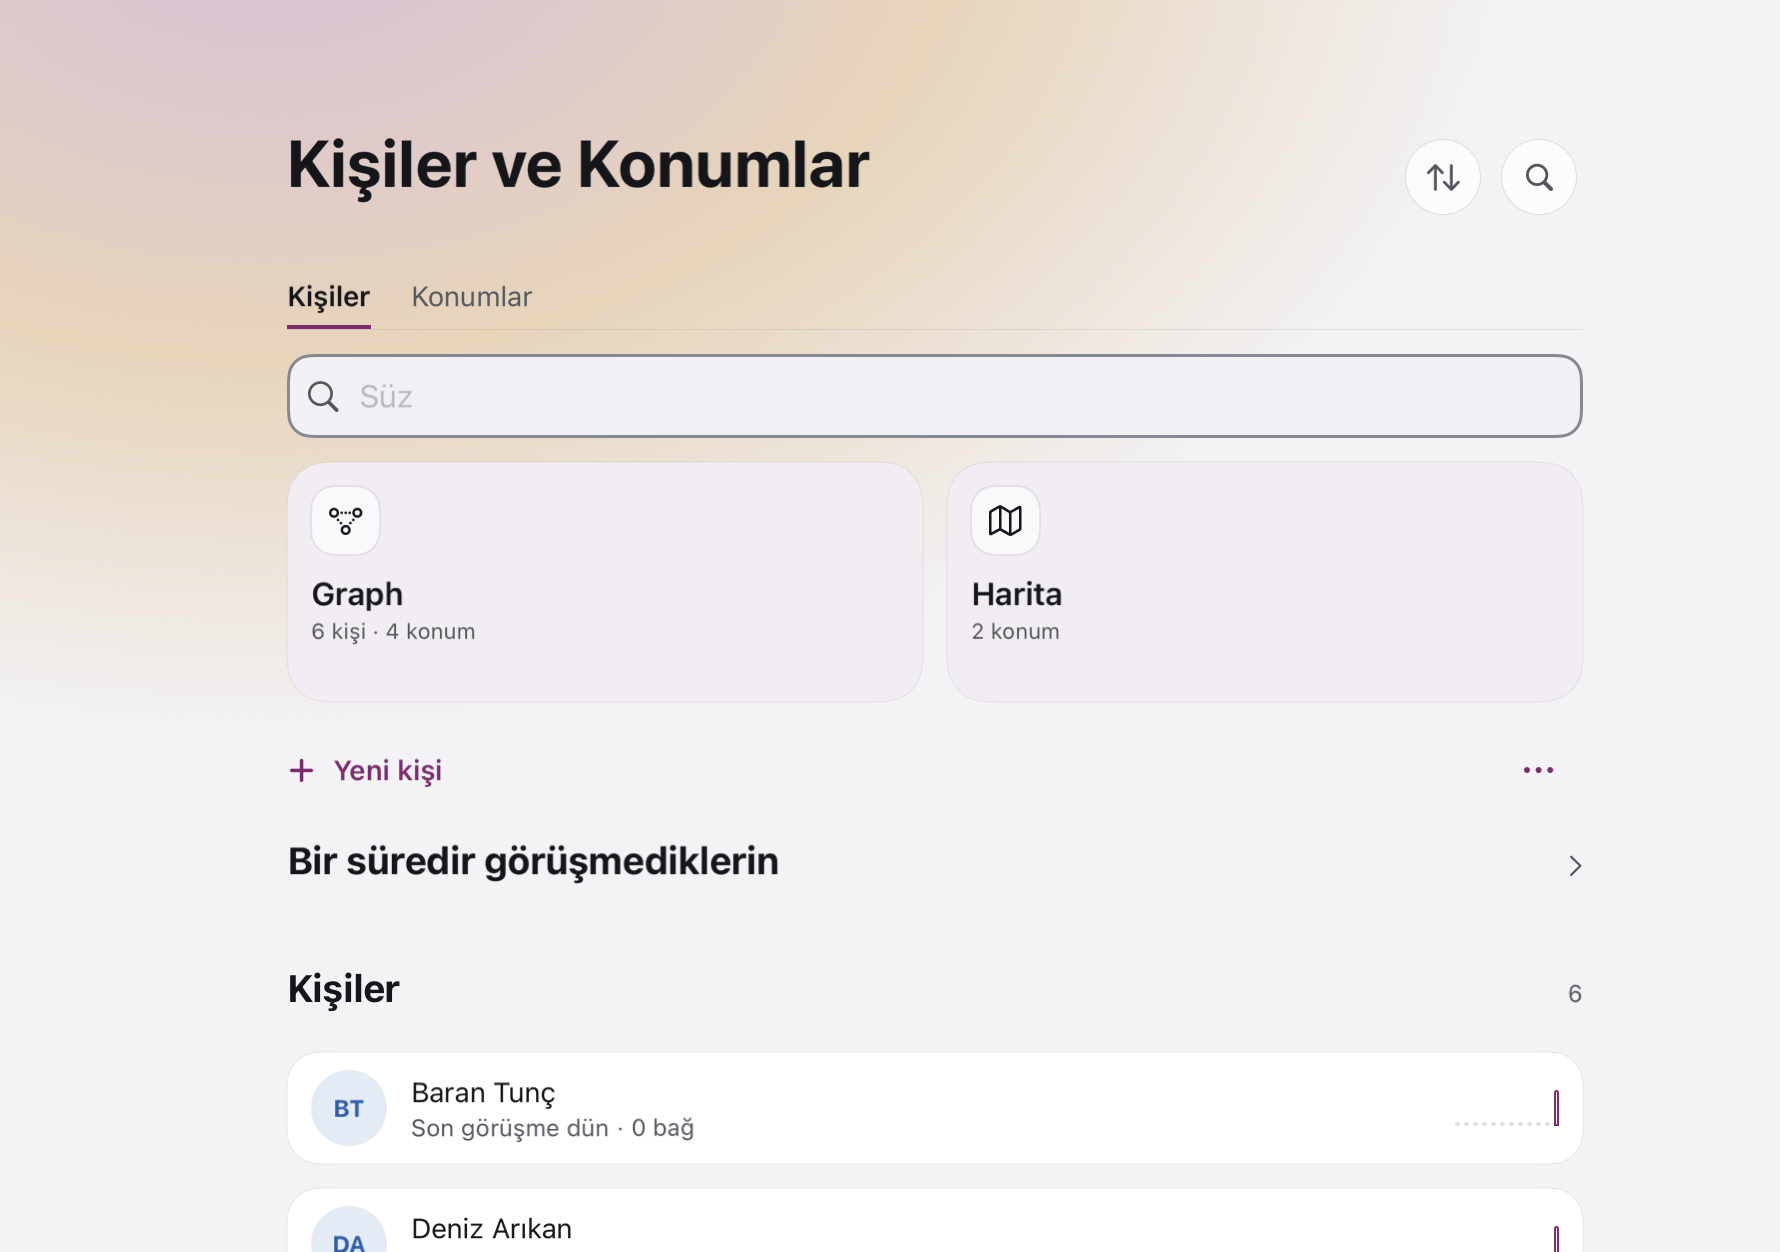 Kişiler ve Konumlar
Kişiler
Konumlar
Süz
Graph
6 kişi · 4 konum
Harita
2 konum
Yeni kişi
Bir süredir görüşmediklerin
Kişiler
6
BT
Baran Tunç
Son görüşme dün · 0 bağ
DA
Deniz Arıkan